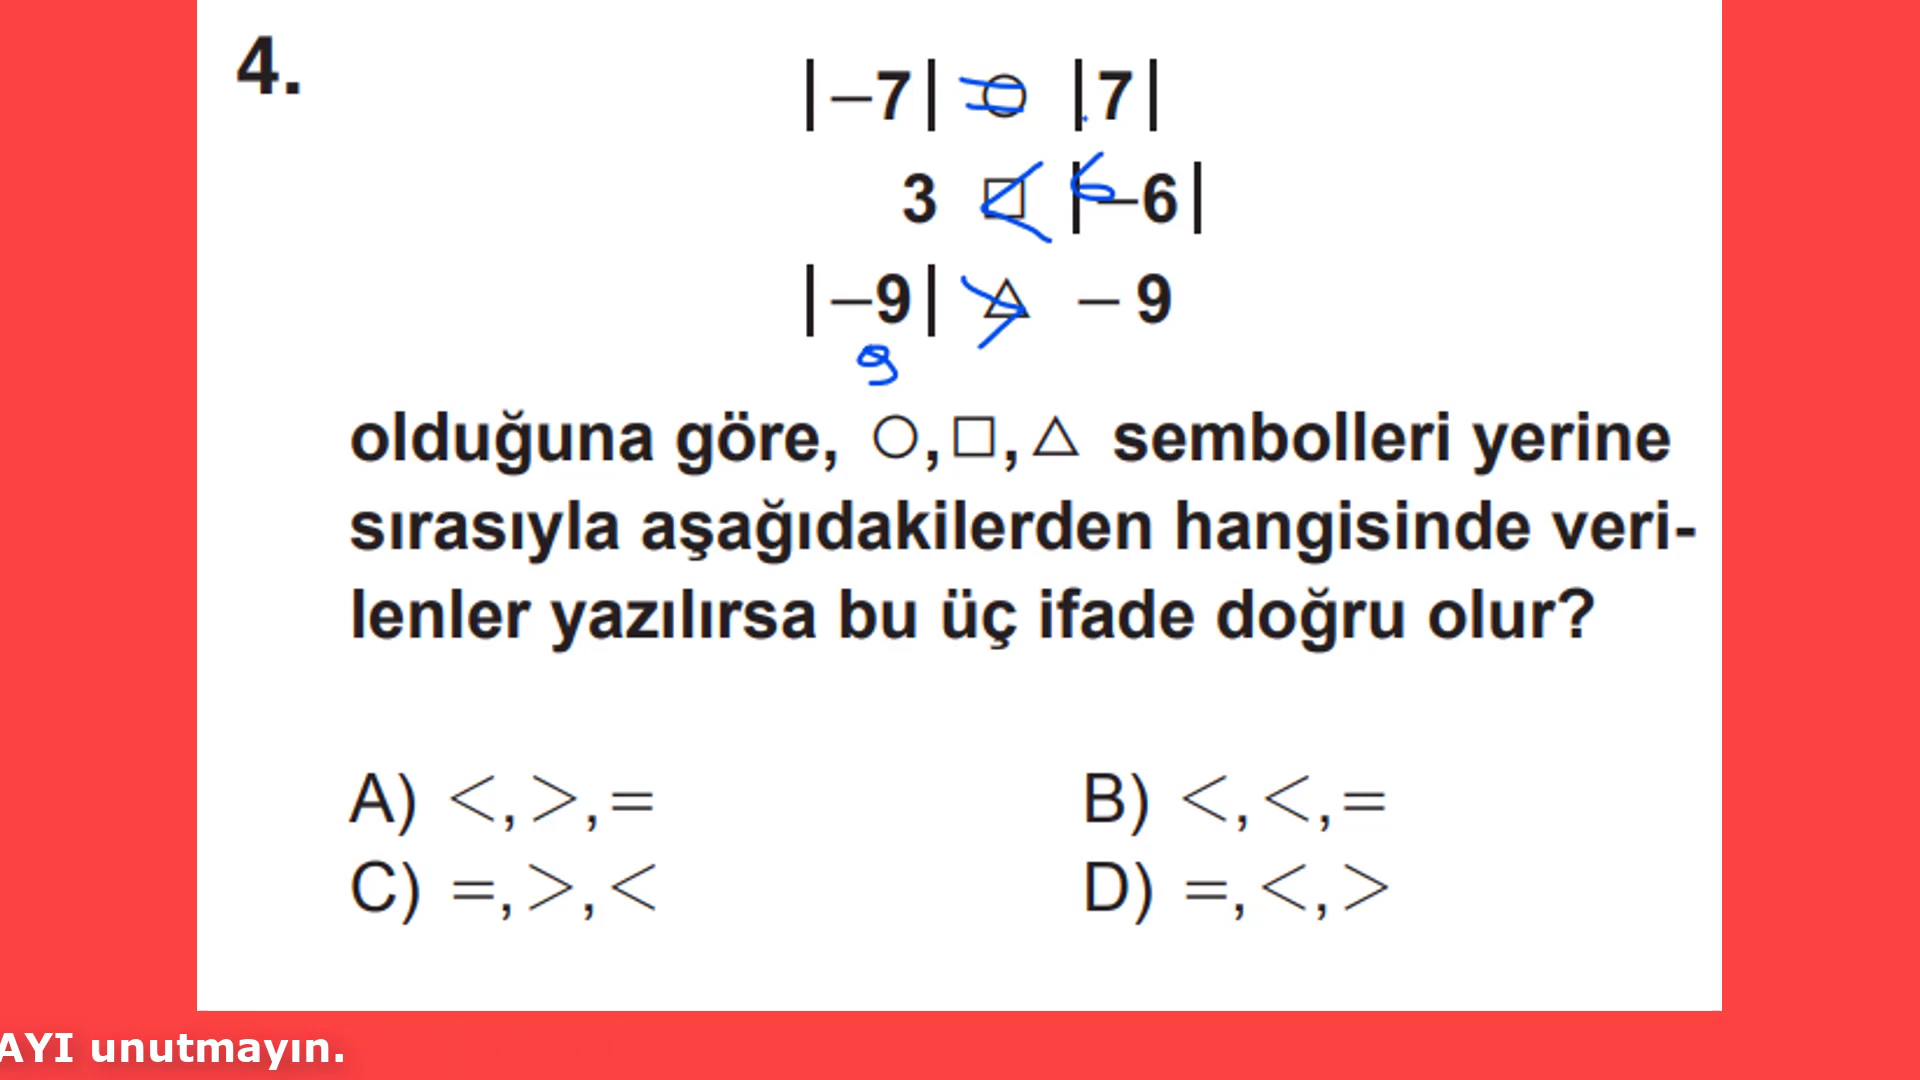 4.
|−7| = ○ |7|
3 □ < |−6| 6
|−9| △ > − 9
9
olduğuna göre, ○, □, △ sembolleri yerine
sırasıyla aşağıdakilerden hangisinde veri-
lenler yazılırsa bu üç ifade doğru olur?
A) <, >, = B) <, <, =
C) =, >, < D) =, <, >
AYI unutmayın.